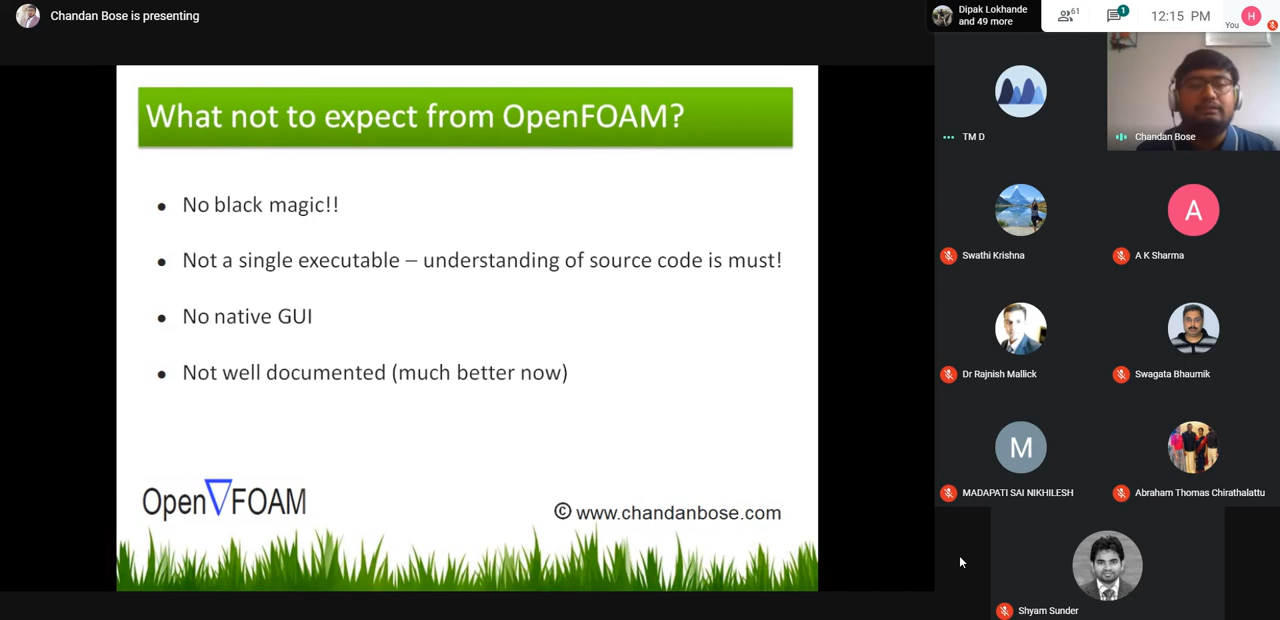 Chandan Bose is presenting
Dipak Lokhande
and 49 more
61
1
12:15 PM
You
H
What not to expect from OpenFOAM?
• No black magic!!
• Not a single executable – understanding of source code is must!
• No native GUI
• Not well documented (much better now)
Open∇FOAM
© www.chandanbose.com
TM D
Chandan Bose
Swathi Krishna
A
A K Sharma
Dr Rajnish Mallick
Swagata Bhaumik
M
MADAPATI SAI NIKHILESH
Abraham Thomas Chirathalattu
Shyam Sunder